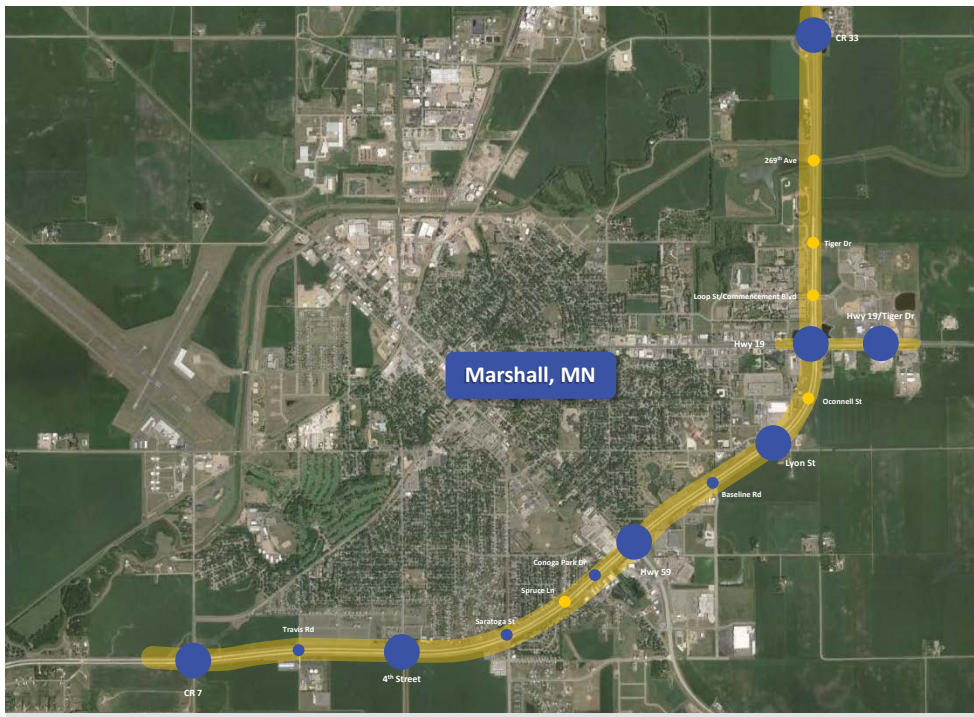 CR 33
269th Ave
Tiger Dr
Loop St/Commencement Blvd
Hwy 19/Tiger Dr
Hwy 19
Marshall, MN
Oconnell St
Lyon St
Baseline Rd
Hwy 59
Conoga Park Dr
Spruce Ln
Saratoga St
Travis Rd
4th Street
CR 7